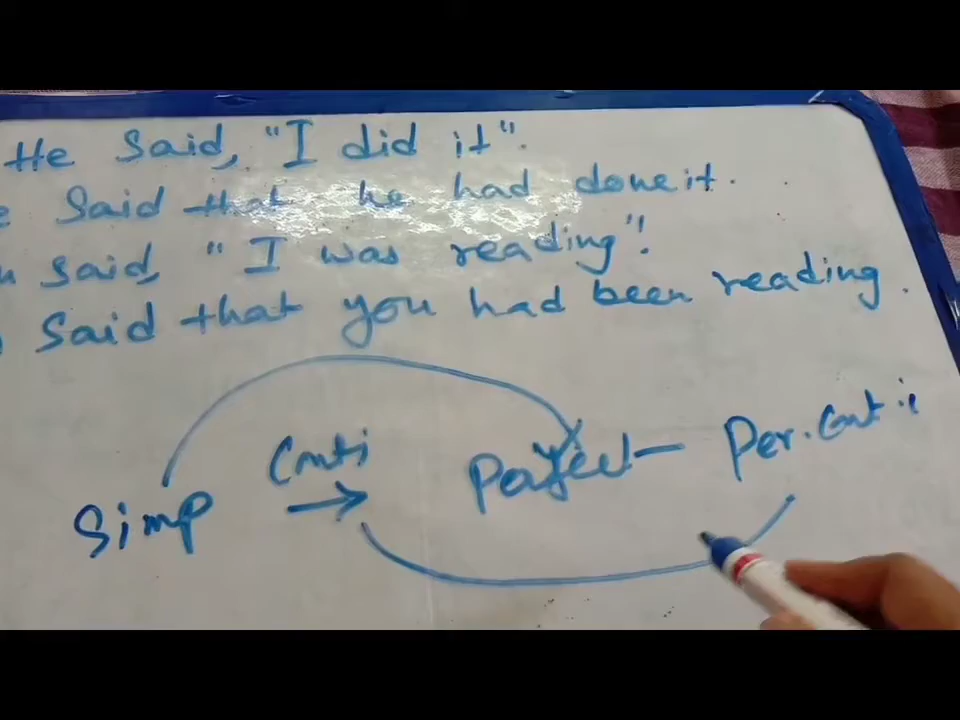 He said, "I did it".
said that he had done it.
said, "I was reading".
said that you had been reading.
Conti
Simp → Perfect — Per. Conti